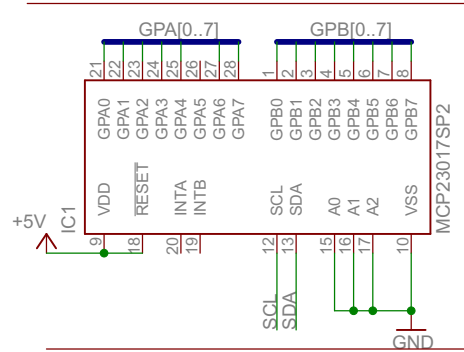 GPA[0..7]
GPB[0..7]
21 22 23 24 25 26 27 28
1 2 3 4 5 6 7 8
GPA0 GPA1 GPA2 GPA3 GPA4 GPA5 GPA6 GPA7
GPB0 GPB1 GPB2 GPB3 GPB4 GPB5 GPB6 GPB7
MCP23017SP2
IC1
VDD RESET INTA INTB SCL SDA A0 A1 A2 VSS
+5V
9 18 20 19 12 13 15 16 17 10
SCL SDA
GND